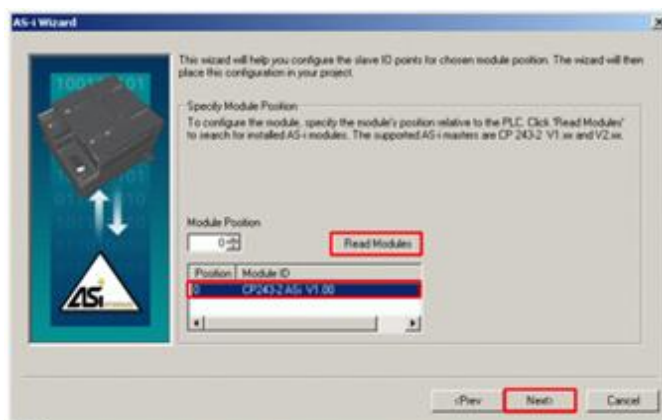 AS-i Wizard
This wizard will help you configure the slave IO points for chosen module position. The wizard will then
place this configuration in your project.
Specify Module Position
To configure the module, specify the module's position relative to the PLC. Click 'Read Modules'
to search for installed AS-i modules. The supported AS-i masters are CP 243-2 V1.xx and V2.xx.
Module Position
0
Read Modules
Position Module ID
0 CP243-2 ASi V1.00
ASi
<Prev
Next>
Cancel